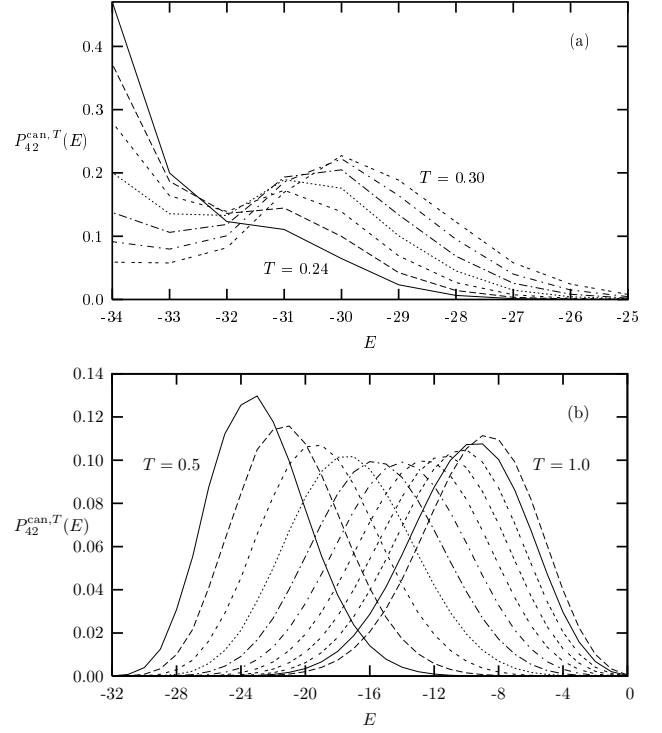 (a)
0.4
0.3
P_{42}^{can,T}(E)
0.2
T = 0.30
0.1
T = 0.24
0.0
-34 -33 -32 -31 -30 -29 -28 -27 -26 -25
E
0.14
(b)
0.12
0.10
T = 0.5
T = 1.0
0.08
P_{42}^{can,T}(E)
0.06
0.04
0.02
0.00
-32 -28 -24 -20 -16 -12 -8 -4 0
E